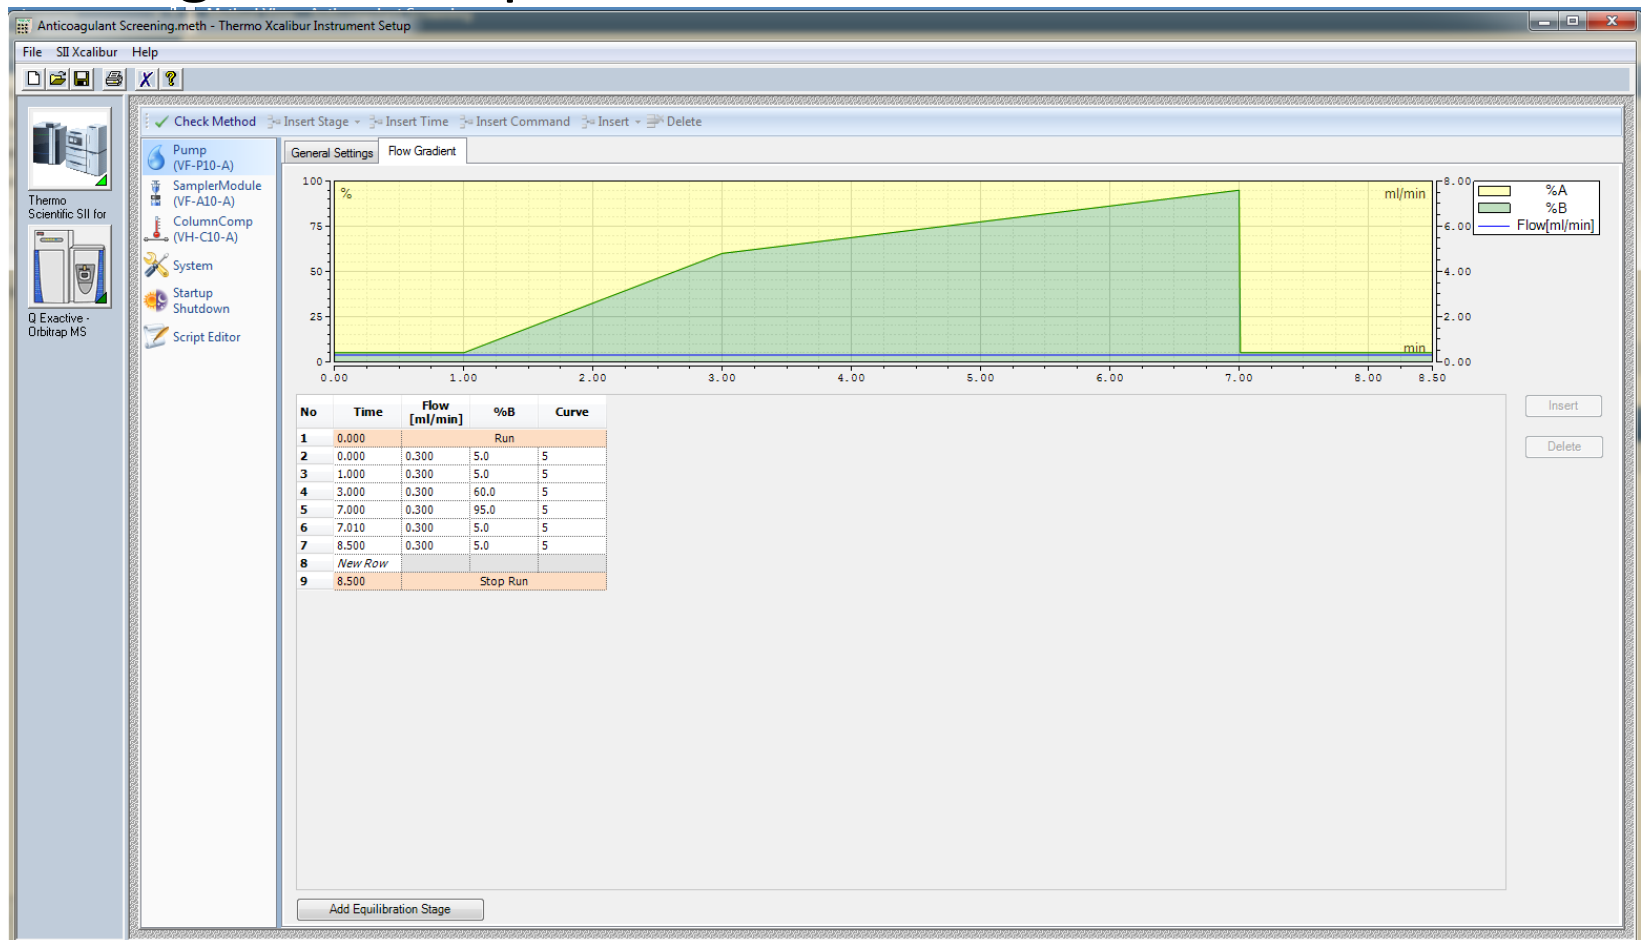 Anticoagulant Screening.meth - Thermo Xcalibur Instrument Setup
File SII Xcalibur Help
Check Method Insert Stage Insert Time Insert Command Insert Delete
Thermo
Scientific SII for
Q Exactive -
Orbitrap MS
Pump
(VF-P10-A)
SamplerModule
(VF-A10-A)
ColumnComp
(VH-C10-A)
System
Startup
Shutdown
Script Editor
General Settings Flow Gradient
% ml/min
100
75
50
25
0
8.00
6.00
4.00
2.00
0.00
min
0.00 1.00 2.00 3.00 4.00 5.00 6.00 7.00 8.00 8.50
%A
%B
Flow[ml/min]
No Time Flow [ml/min] %B Curve
1 0.000 Run
2 0.000 0.300 5.0 5
3 1.000 0.300 5.0 5
4 3.000 0.300 60.0 5
5 7.000 0.300 95.0 5
6 7.010 0.300 5.0 5
7 8.500 0.300 5.0 5
8 New Row
9 8.500 Stop Run
Insert
Delete
Add Equilibration Stage